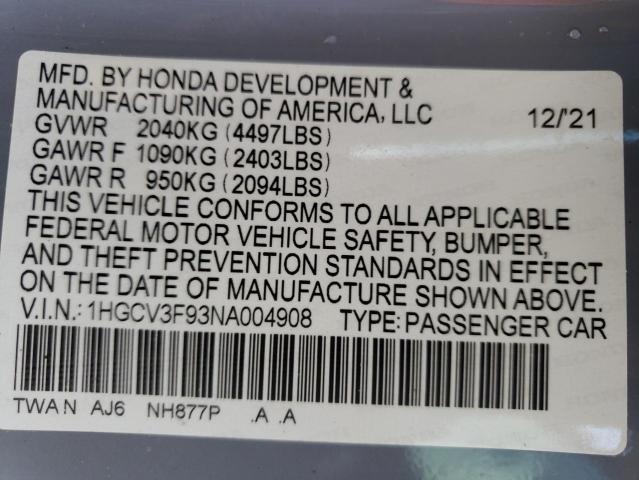 MFD. BY HONDA DEVELOPMENT &
MANUFACTURING OF AMERICA, LLC 12/'21
GVWR 2040KG (4497LBS)
GAWR F 1090KG (2403LBS)
GAWR R 950KG (2094LBS)
THIS VEHICLE CONFORMS TO ALL APPLICABLE
FEDERAL MOTOR VEHICLE SAFETY, BUMPER,
AND THEFT PREVENTION STANDARDS IN EFFECT
ON THE DATE OF MANUFACTURE SHOWN ABOVE.
V.I.N.: 1HGCV3F93NA004908 TYPE: PASSENGER CAR
TWAN AJ6 NH877P .A .A